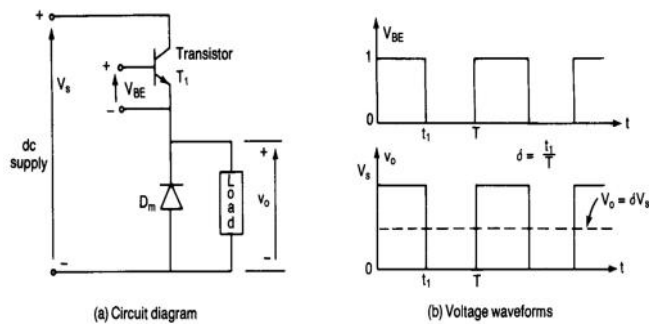 +
Transistor
T1
+
VBE
-
Vs
dc
supply
Dm
Load
+
vo
-
-
(a) Circuit diagram
VBE
1
0
t1
T
t
d = t1/T
vo
Vs
Vo = dVs
0
t1
T
t
(b) Voltage waveforms